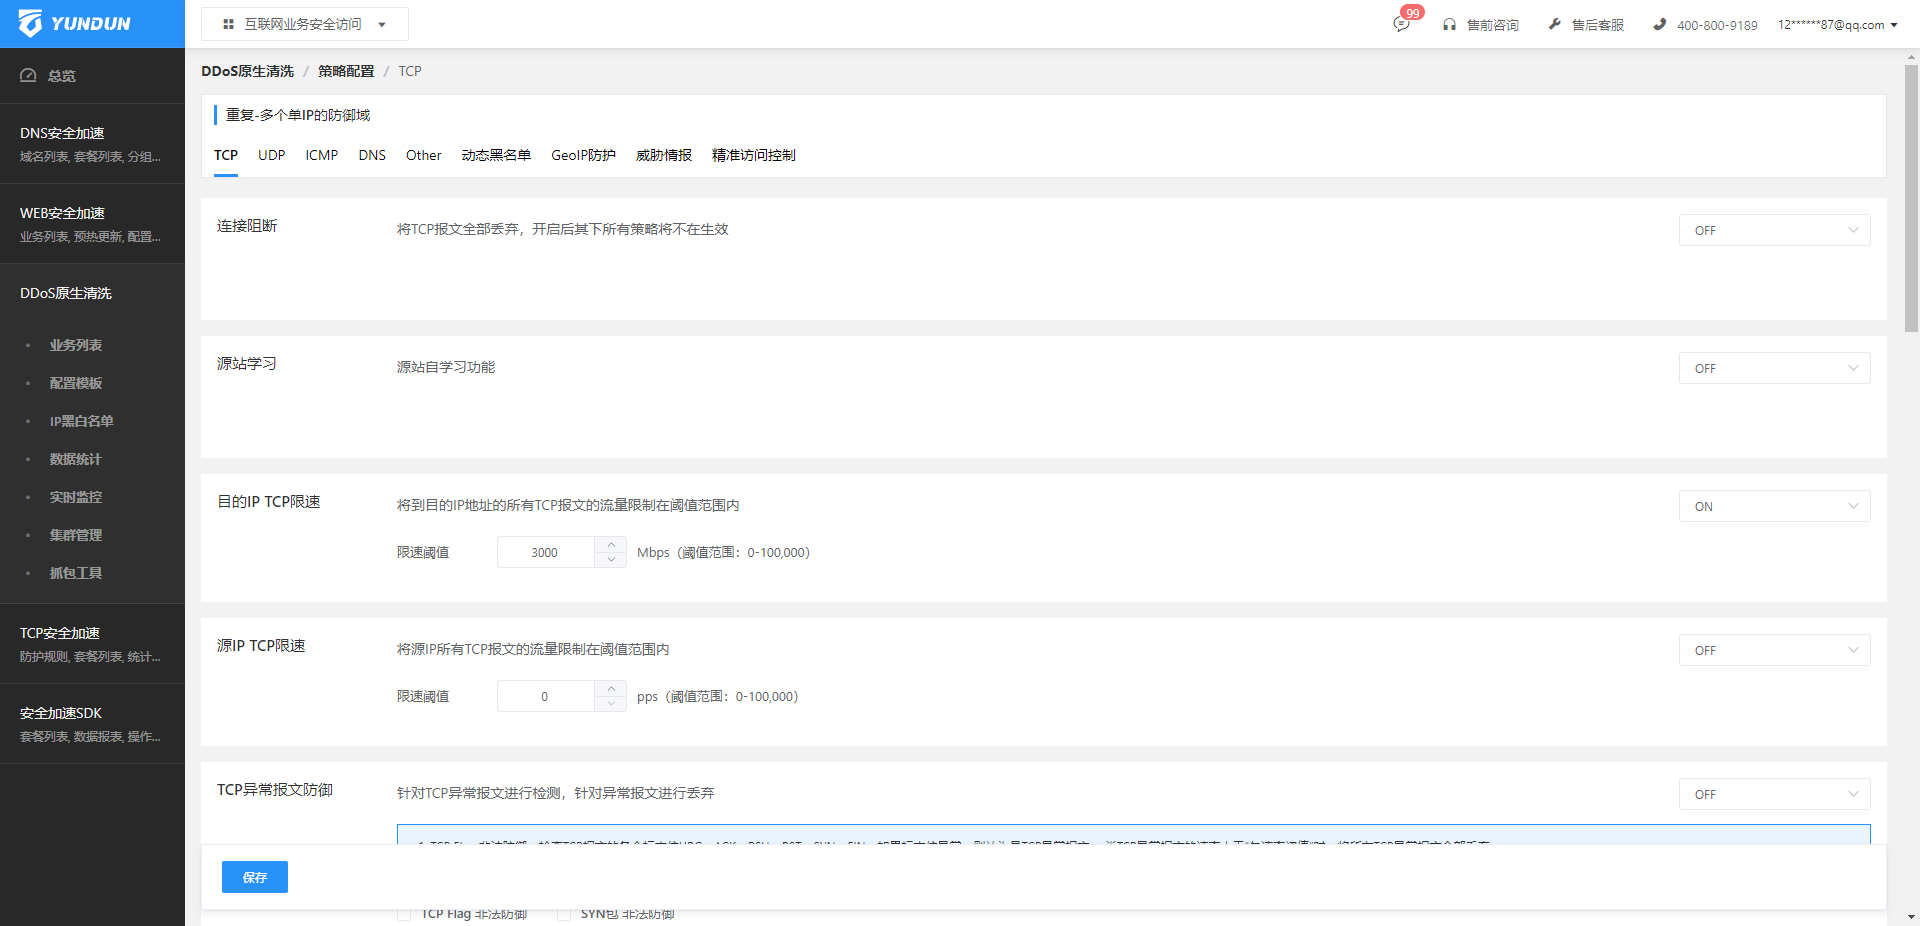 YUNDUN
互联网业务安全访问
99
售前咨询
售后客服
400-800-9189
12******87@qq.com
总览
DNS安全加速
域名列表, 套餐列表, 分组...
WEB安全加速
业务列表, 预热更新, 配置...
DDoS原生清洗
业务列表
配置模板
IP黑白名单
数据统计
实时监控
集群管理
抓包工具
TCP安全加速
防护规则, 套餐列表, 统计...
安全加速SDK
套餐列表, 数据报表, 操作...
DDoS原生清洗 / 策略配置 / TCP
重复-多个单IP的防御域
TCP UDP ICMP DNS Other 动态黑名单 GeoIP防护 威胁情报 精准访问控制
连接阻断
将TCP报文全部丢弃，开启后其下所有策略将不在生效
OFF
源站学习
源站自学习功能
OFF
目的IP TCP限速
将到目的IP地址的所有TCP报文的流量限制在阈值范围内
ON
限速阈值 3000 Mbps（阈值范围：0-100,000）
源IP TCP限速
将源IP所有TCP报文的流量限制在阈值范围内
OFF
限速阈值 0 pps（阈值范围：0-100,000）
TCP异常报文防御
针对TCP异常报文进行检测，针对异常报文进行丢弃
OFF
保存
TCP Flag 非法防御 SYN包 非法防御